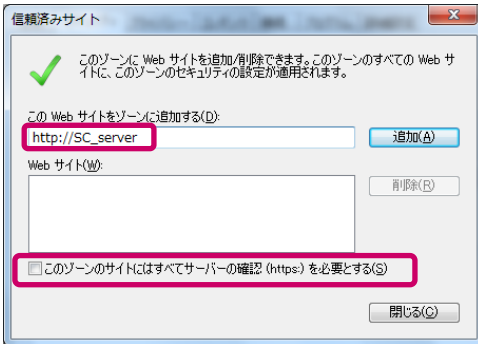 信頼済みサイト
このゾーンに Web サイトを追加/削除できます。このゾーンのすべての Web サ
イトに、このゾーンのセキュリティの設定が適用されます。
この Web サイトをゾーンに追加する(D):
http://SC_server
追加(A)
Web サイト(W):
削除(R)
このゾーンのサイトにはすべてサーバーの確認 (https:) を必要とする(S)
閉じる(C)